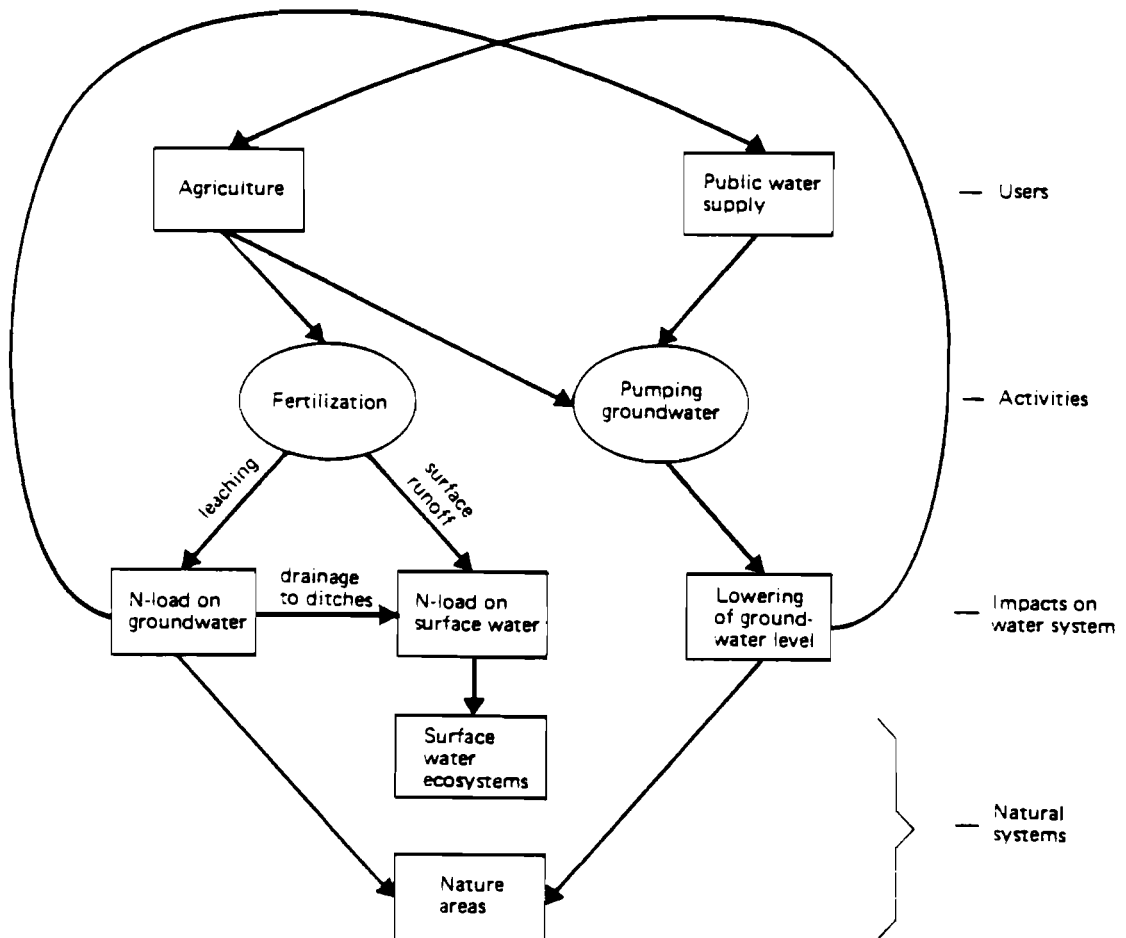 Agriculture
Public water
supply
— Users
Fertilization
Pumping
groundwater
— Activities
leaching
surface
runoff
N-load on
groundwater
drainage
to ditches
N-load on
surface water
Lowering
of ground-
water level
— Impacts on
water system
Surface
water
ecosystems
— Natural
systems
Nature
areas